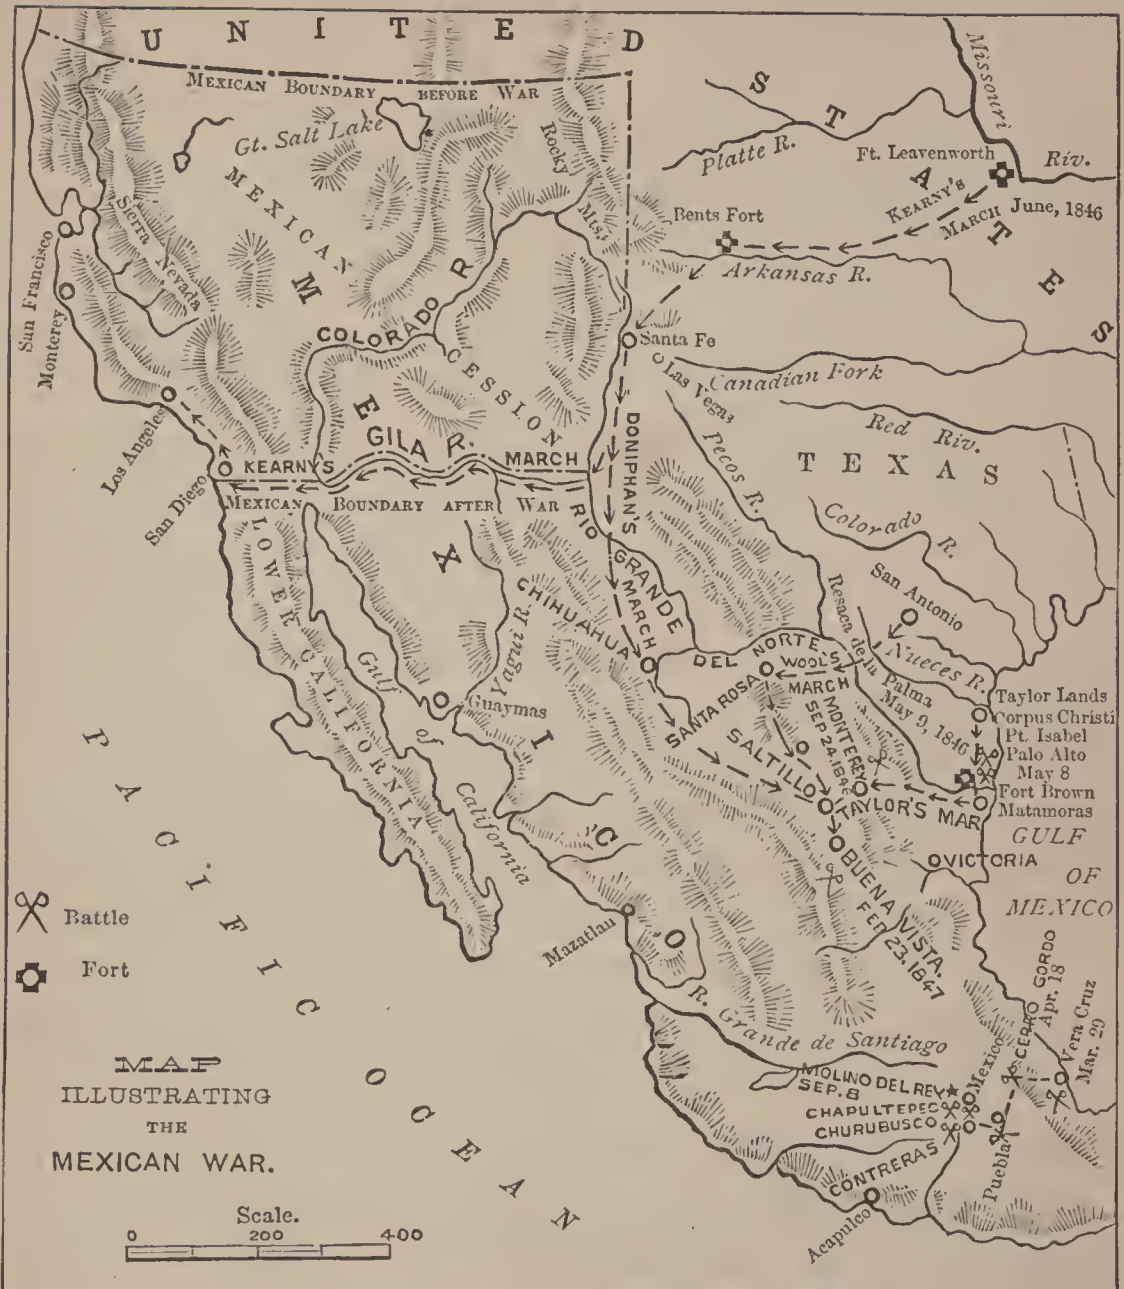 UNITED
STATES
MEXICAN BOUNDARY BEFORE WAR
Missouri
Riv.
Gt. Salt Lake
Rocky
Mts.
Platte R.
Ft. Leavenworth
KEARNY'S
MARCH June, 1846
Bents Fort
Arkansas R.
MEXICAN
CESSION
MEXICO
Sierra Nevada
San Francisco
Monterey
COLORADO R
Santa Fe
Las Vegas
Canadian Fork
Red Riv.
TEXAS
Pecos R.
Colorado R.
Los Angeles
San Diego
GILA R.
KEARNY'S MARCH
MEXICAN BOUNDARY AFTER WAR
DONIPHAN'S
MARCH
RIO
GRANDE
DEL NORTE
LOWER CALIFORNIA
Gulf
of
California
CHIHUAHUA
Yagui R.
Guaymas
San Antonio
Nueces R.
Resaca de la Palma
May 9, 1846
WOOL'S
MARCH
SANTA ROSA
SALTILLO
MONTEREY
SEP 24.1846
Taylor Lands
Corpus Christi
Pt. Isabel
Palo Alto
May 8
Fort Brown
Matamoras
TAYLOR'S MAR
GULF
OF
MEXICO
VICTORIA
BUENA VISTA.
FEB 23.1847
PACIFIC OCEAN
Mazatlan
R. Grande de Santiago
CERRO GORDO
Apr. 18
Vera Cruz
Mar. 29
Mexico
MOLINO DEL REY
SEP. 8
CHAPULTEPEC
CHURUBUSCO
CONTRERAS
Puebla
Acapulco
Battle
Fort
MAP
ILLUSTRATING
THE
MEXICAN WAR.
Scale.
0 200 400